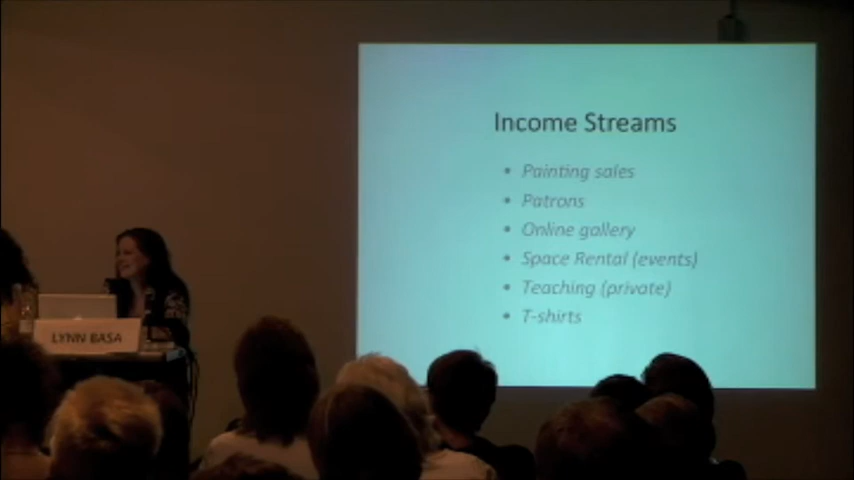 Income Streams
• Painting sales
• Patrons
• Online gallery
• Space Rental (events)
• Teaching (private)
• T-shirts
LYNN BASA